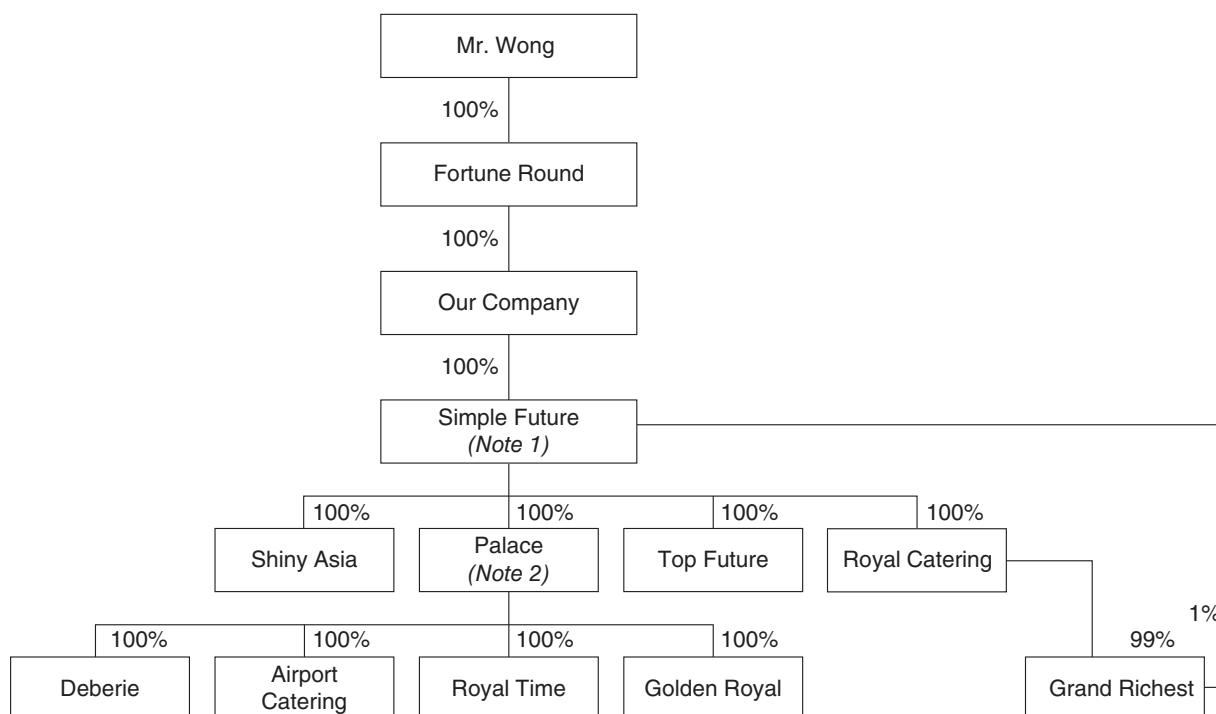 Mr. Wong
100%
Fortune Round
100%
Our Company
100%
Simple Future
(Note 1)
100% 100% 100% 100%
Shiny Asia
Palace
(Note 2)
Top Future
Royal Catering
1%
100% 100% 100% 100% 99%
Deberie
Airport
Catering
Royal Time
Golden Royal
Grand Richest